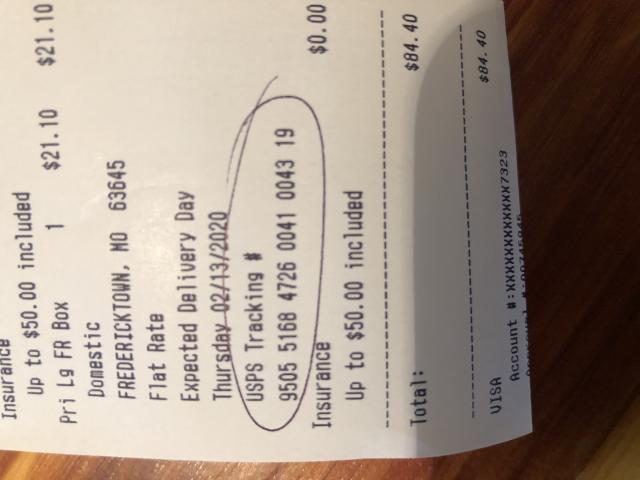 $21.10
Insurance
Up to $50.00 included
Pri Lg FR Box 1 $21.10
Domestic
FREDERICKTOWN, MO 63645
Flat Rate
Expected Delivery Day
Thursday 02/13/2020
USPS Tracking #
9505 5168 4726 0041 0043 19
Insurance $0.00
Up to $50.00 included
Total: $84.40
VISA $84.40
Account #:XXXXXXXXXXXX7323